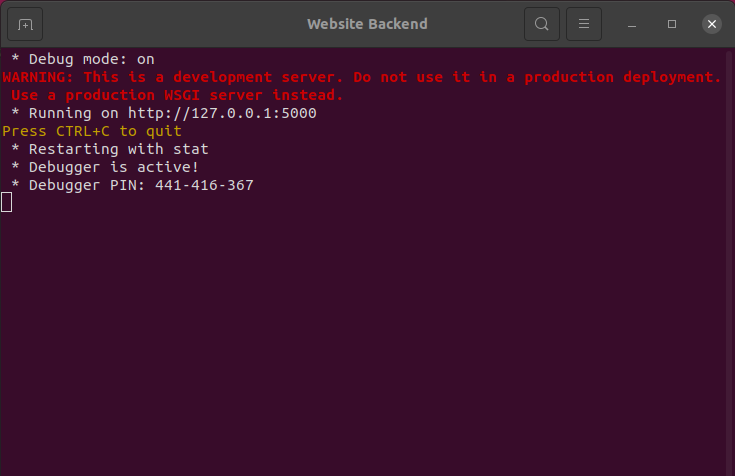 Website Backend
* Debug mode: on
WARNING: This is a development server. Do not use it in a production deployment.
Use a production WSGI server instead.
* Running on http://127.0.0.1:5000
Press CTRL+C to quit
* Restarting with stat
* Debugger is active!
* Debugger PIN: 441-416-367